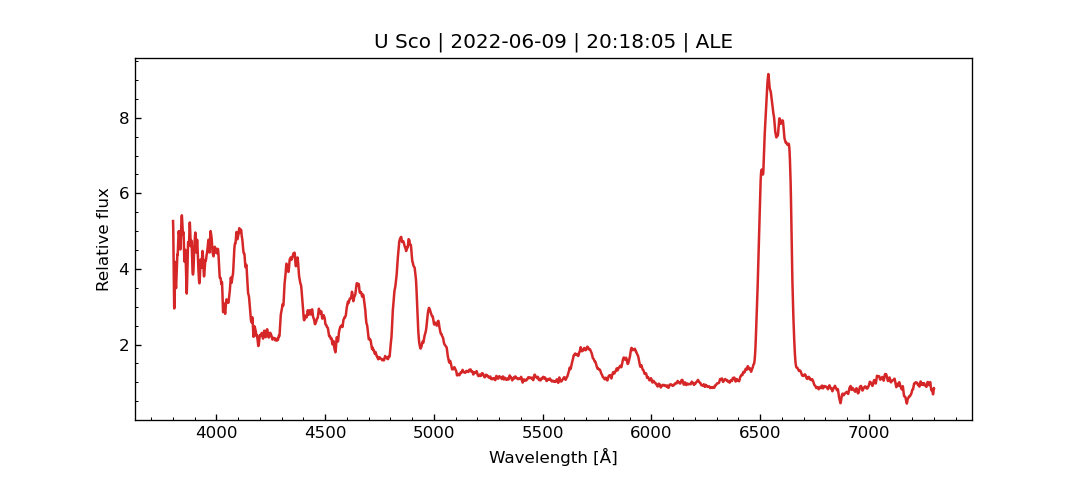 U Sco | 2022-06-09 | 20:18:05 | ALE
Relative flux
8
6
4
2
4000 4500 5000 5500 6000 6500 7000
Wavelength [Å]